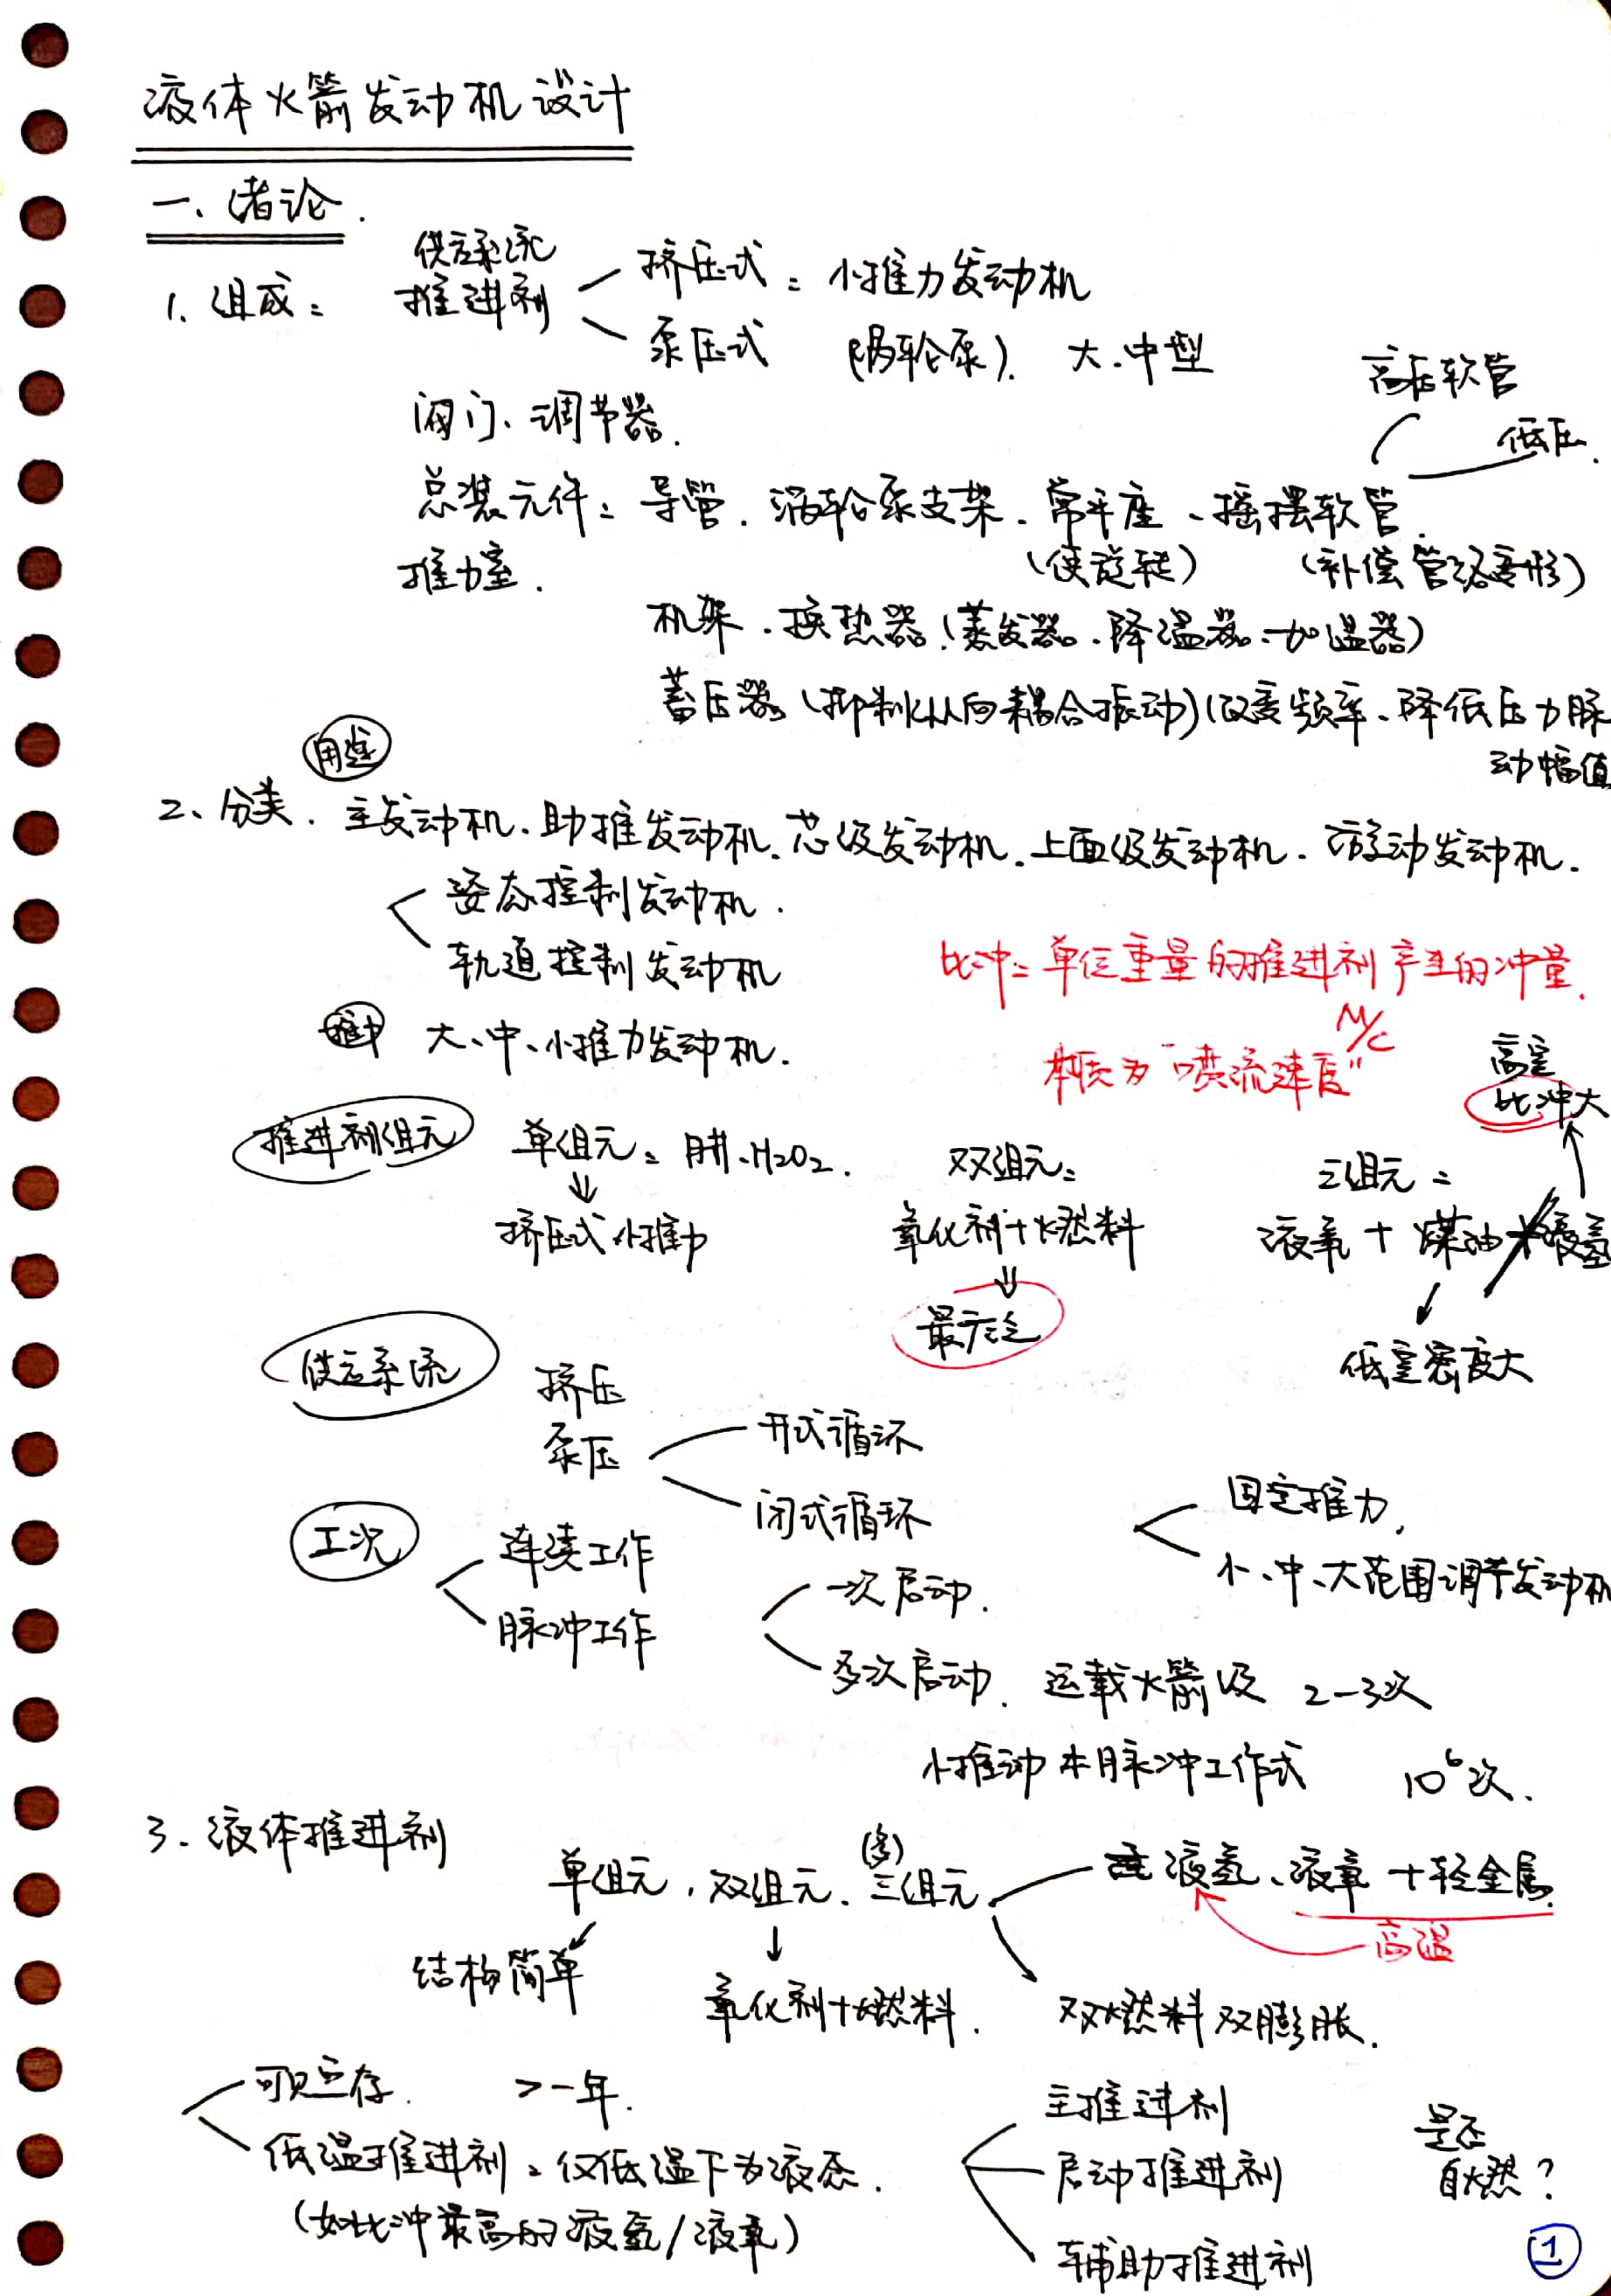 液体火箭发动机设计
一、绪论.
供应系统
1. 组成: 推进剂 挤压式: 小推力发动机
泵压式 (涡轮泵). 大.中型
高压软管
低压.
阀门、调节器.
总装元件: 导管. 涡轮泵支架. 常平座、摇摆软管.
推力室. (使旋转) (补偿管路变形)
机架. 换热器(蒸发器.降温器.加温器)
蓄压器(抑制纵向耦合振动)(改变频率、降低压力脉
动幅值
用途
2、分类. 主发动机、助推发动机.芯级发动机.上面级发动机.游动发动机.
姿态控制发动机.
轨道控制发动机
比冲: 单位重量的推进剂产生的冲量.
推力 大、中、小推力发动机.
本质为"喷流速度" M/C
高空
比冲大
推进剂组元 单组元: 肼、H2O2. 双组元: 三组元:
⇓
挤压式小推力 氧化剂+燃料 液氧+煤油+液氢
⇓
最广泛
低空密度大
供应系统 挤压
泵压 开式循环
闭式循环
固定推力,
小、中、大范围调节发动机
工况 连续工作
脉冲工作 一次启动.
多次启动. 运载火箭级 2-3次
小推动 脉冲工作式 10⁶次.
3. 液体推进剂
单组元, 双组元. (多)三组元 液氢、液氧+轻金属.
高温
结构简单 氧化剂+燃料. 双燃料双膨胀.
可贮存. >一年.
低温推进剂: 仅低温下为液态.
(如比冲最高的液氢/液氧)
主推进剂
启动推进剂
辅助推进剂
是否
自燃?
1